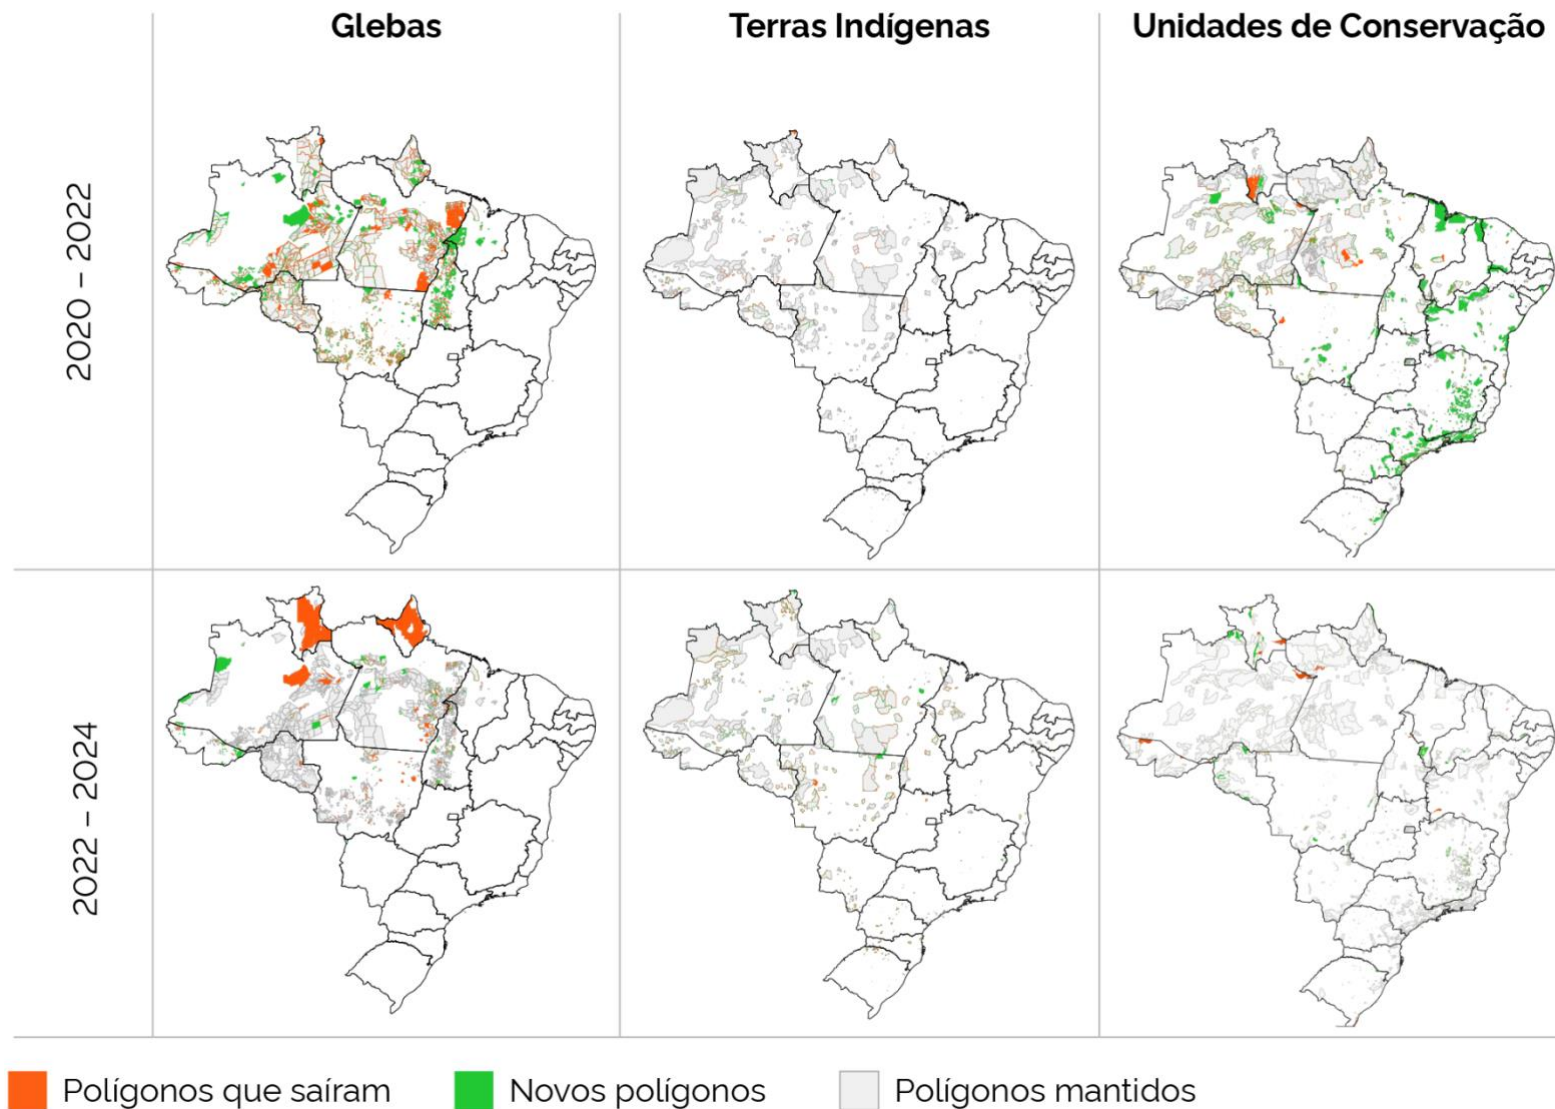 Glebas
Terras Indígenas
Unidades de Conservação
2020 – 2022
2022 – 2024
Polígonos que saíram
Novos polígonos
Polígonos mantidos